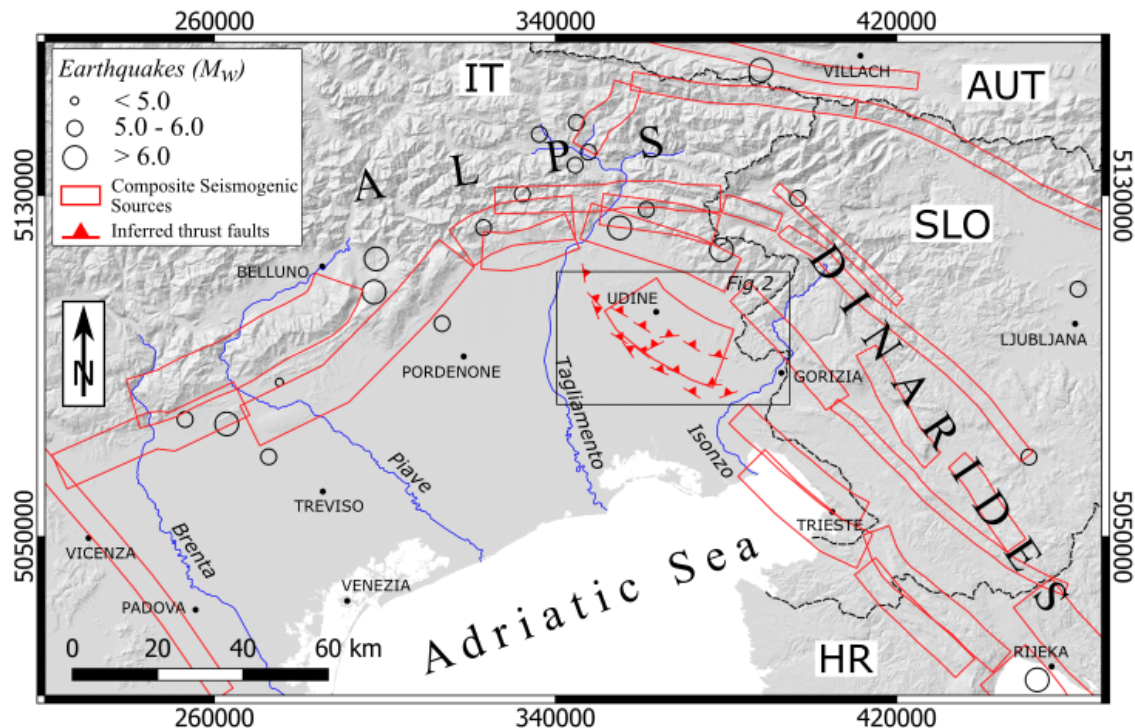 260000
340000
420000
Earthquakes (Mw)
< 5.0
5.0 - 6.0
> 6.0
Composite Seismogenic
Sources
Inferred thrust faults
IT
VILLACH
AUT
ALPS
5130000
5130000
SLO
BELLUNO
N
UDINE
Fig.2
DINARIDES
LJUBLJANA
PORDENONE
GORIZIA
Tagliamento
Isonzo
Piave
TREVISO
TRIESTE
Brenta
VICENZA
5050000
5050000
VENEZIA
PADOVA
Adriatic Sea
HR
RIJEKA
0 20 40 60 km
260000
340000
420000